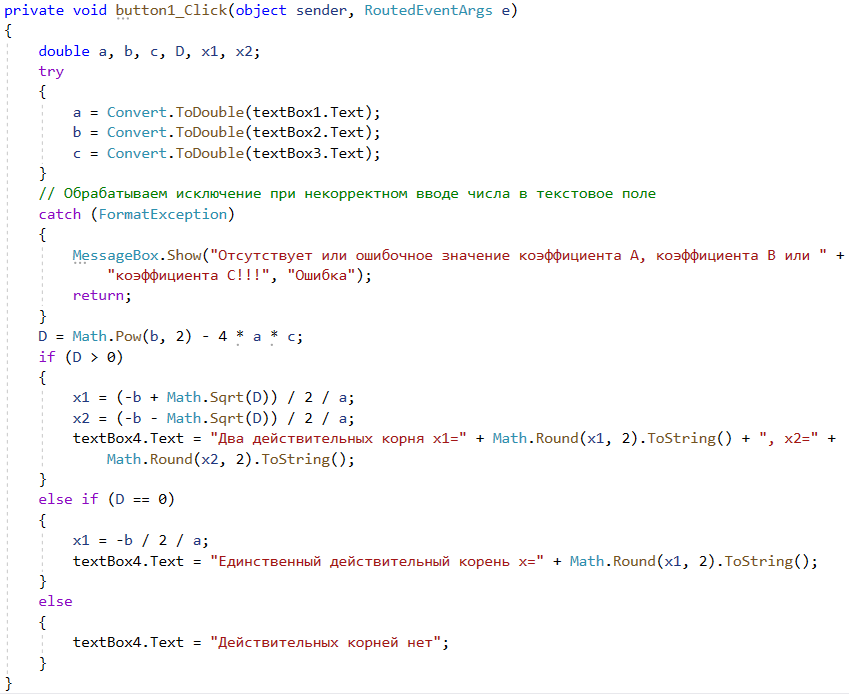 private void button1_Click(object sender, RoutedEventArgs e)
{
    double a, b, c, D, x1, x2;
    try
    {
        a = Convert.ToDouble(textBox1.Text);
        b = Convert.ToDouble(textBox2.Text);
        c = Convert.ToDouble(textBox3.Text);
    }
    // Обрабатываем исключение при некорректном вводе числа в текстовое поле
    catch (FormatException)
    {
        MessageBox.Show("Отсутствует или ошибочное значение коэффициента A, коэффициента B или " +
            "коэффициента C!!!", "Ошибка");
        return;
    }
    D = Math.Pow(b, 2) - 4 * a * c;
    if (D > 0)
    {
        x1 = (-b + Math.Sqrt(D)) / 2 / a;
        x2 = (-b - Math.Sqrt(D)) / 2 / a;
        textBox4.Text = "Два действительных корня x1=" + Math.Round(x1, 2).ToString() + ", x2=" +
            Math.Round(x2, 2).ToString();
    }
    else if (D == 0)
    {
        x1 = -b / 2 / a;
        textBox4.Text = "Единственный действительный корень x=" + Math.Round(x1, 2).ToString();
    }
    else
    {
        textBox4.Text = "Действительных корней нет";
    }
}